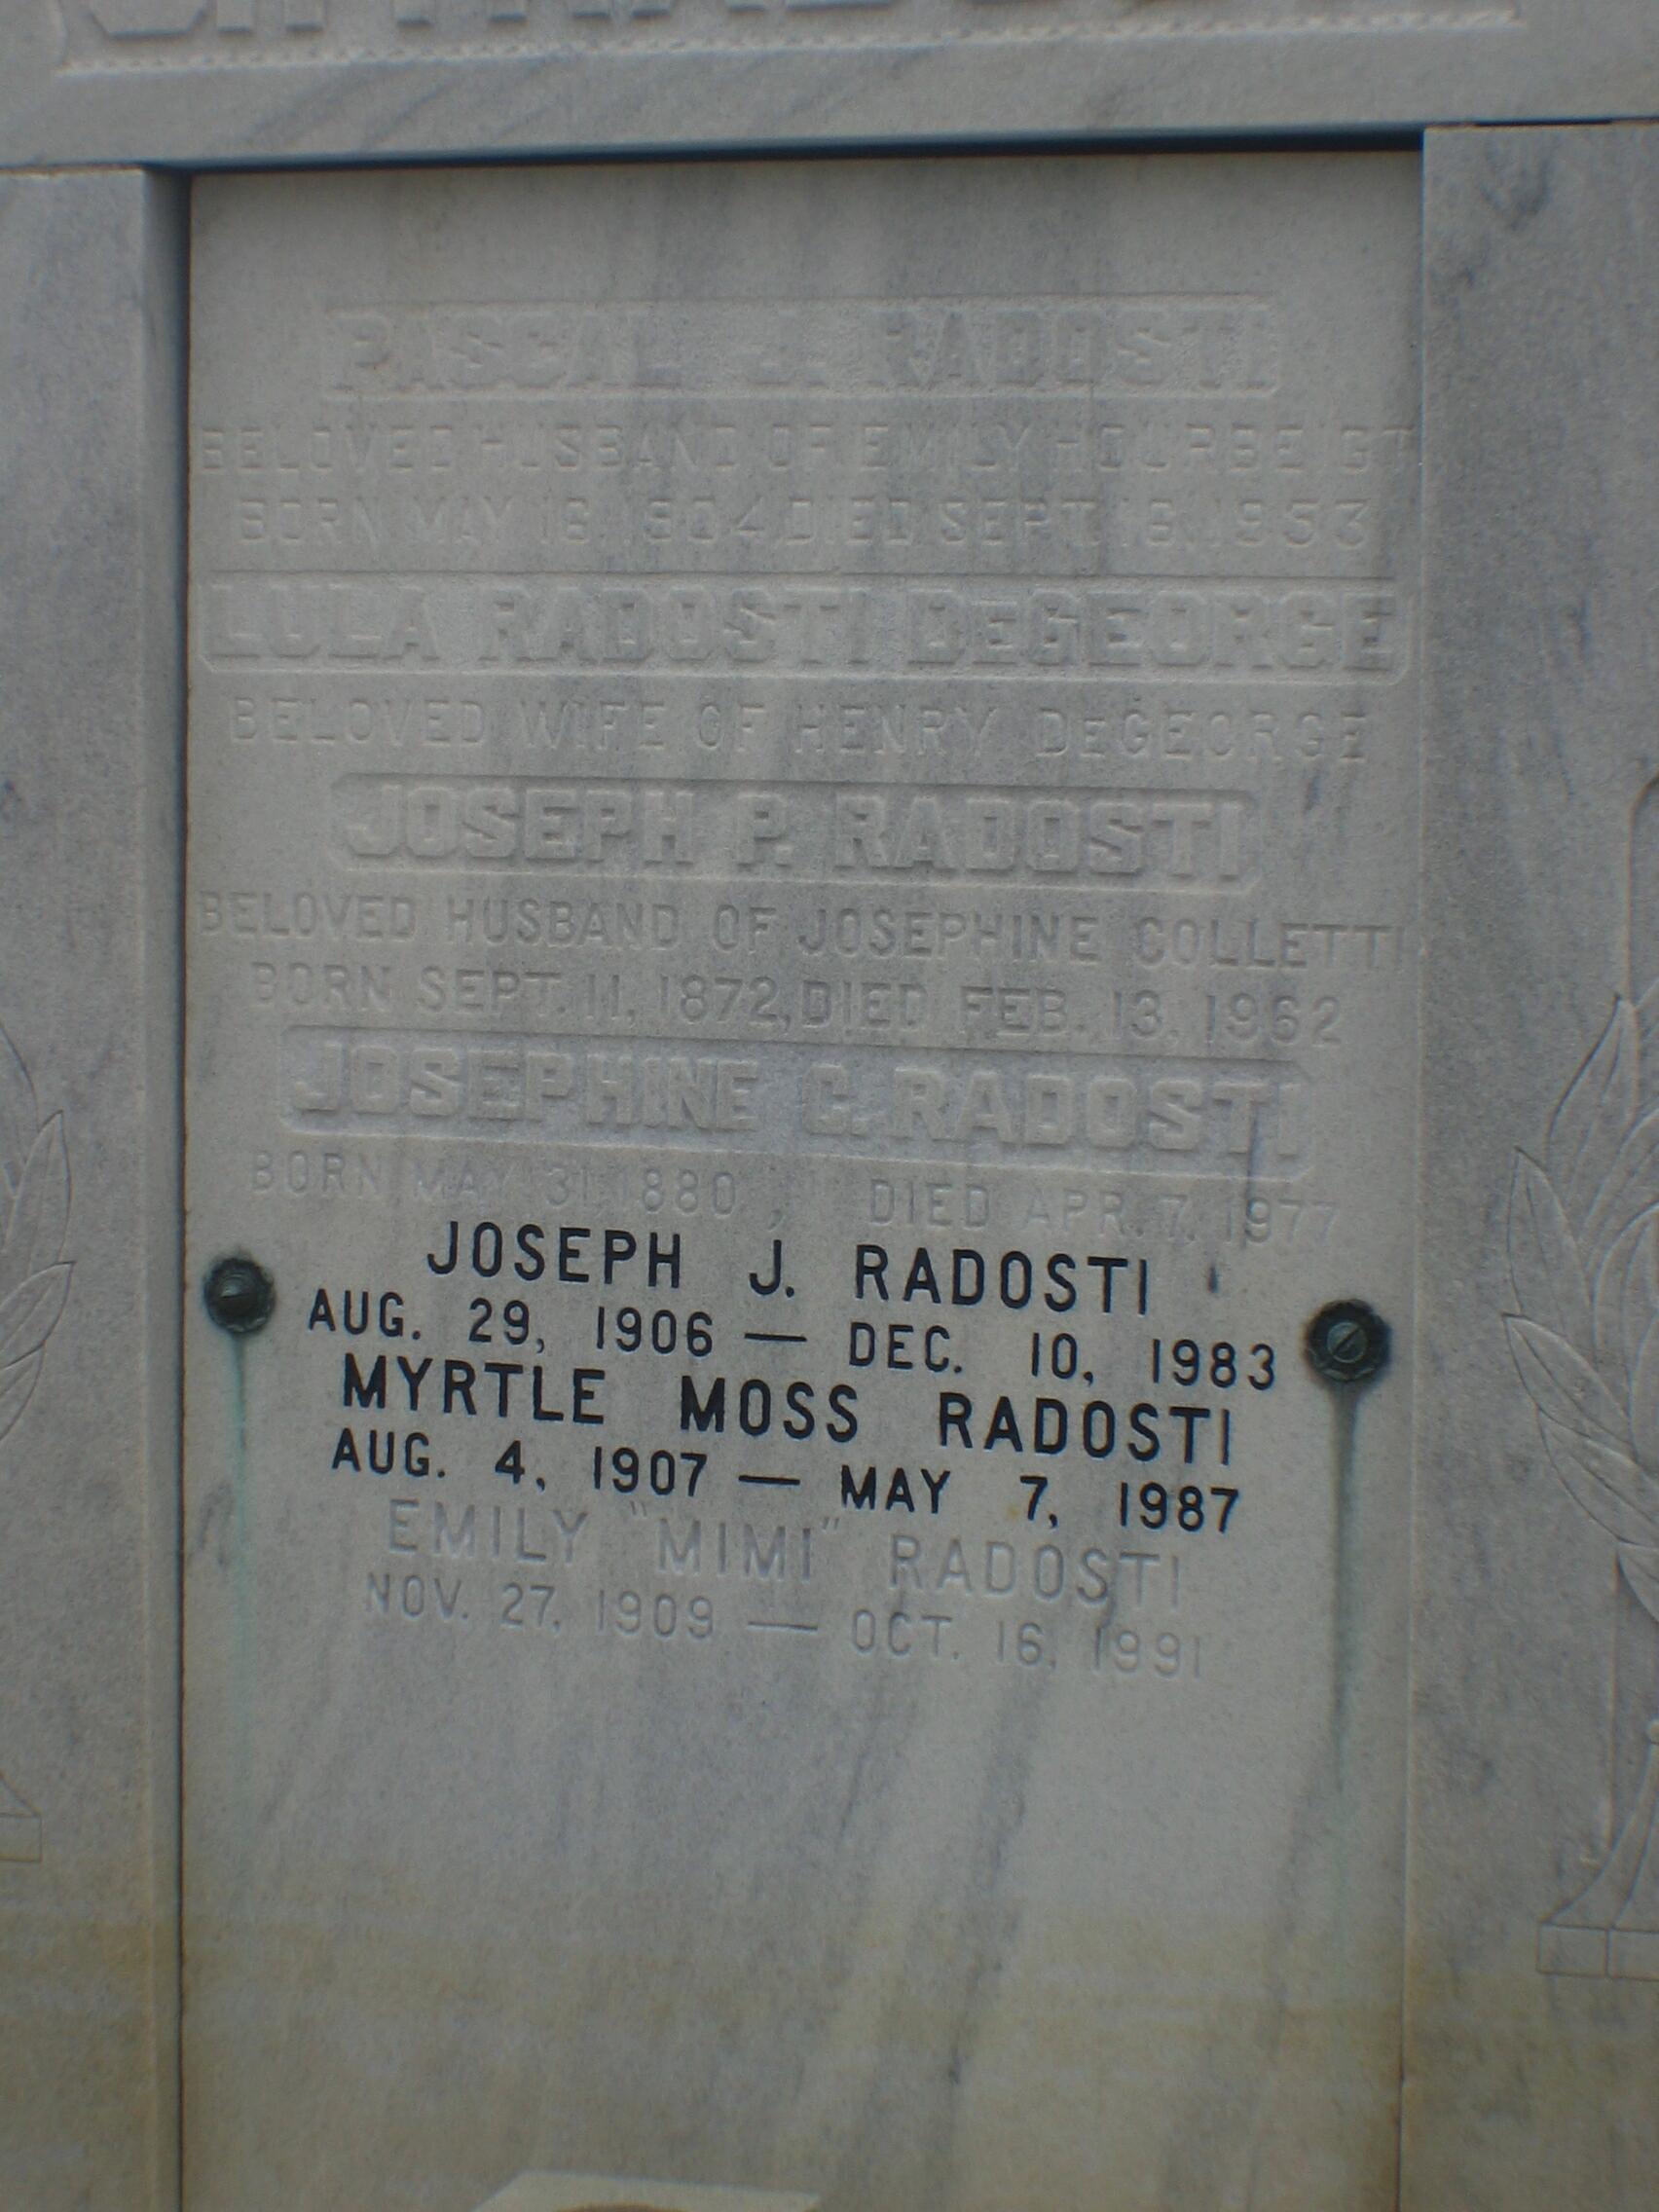 PASCAL J. RADOSTI
BELOVED HUSBAND OF EMILY HOURBEIGT
BORN MAY 16, 1904, DIED SEPT. 18, 1953
LULA RADOSTI DEGEORGE
BELOVED WIFE OF HENRY DEGEORGE
JOSEPH P. RADOSTI
BELOVED HUSBAND OF JOSEPHINE COLLETTI
BORN SEPT. 11, 1872, DIED FEB. 13, 1962
JOSEPHINE C. RADOSTI
BORN MAY 31, 1880, DIED APR. 7, 1977
JOSEPH J. RADOSTI
AUG. 29, 1906 — DEC. 10, 1983
MYRTLE MOSS RADOSTI
AUG. 4, 1907 — MAY 7, 1987
EMILY "MIMI" RADOSTI
NOV. 27, 1909 — OCT. 16, 1991